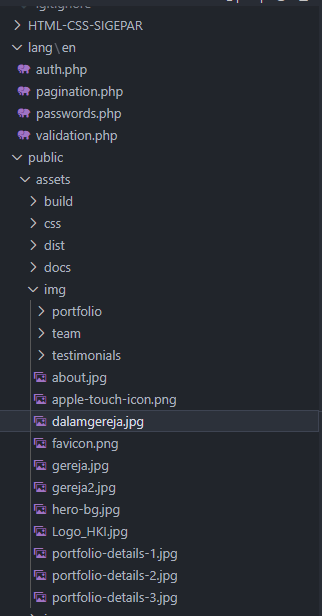 .gitignore
HTML-CSS-SIGEPAR
lang\en
auth.php
pagination.php
passwords.php
validation.php
public
assets
build
css
dist
docs
img
portfolio
team
testimonials
about.jpg
apple-touch-icon.png
dalamgereja.jpg
favicon.png
gereja.jpg
gereja2.jpg
hero-bg.jpg
Logo_HKI.jpg
portfolio-details-1.jpg
portfolio-details-2.jpg
portfolio-details-3.jpg